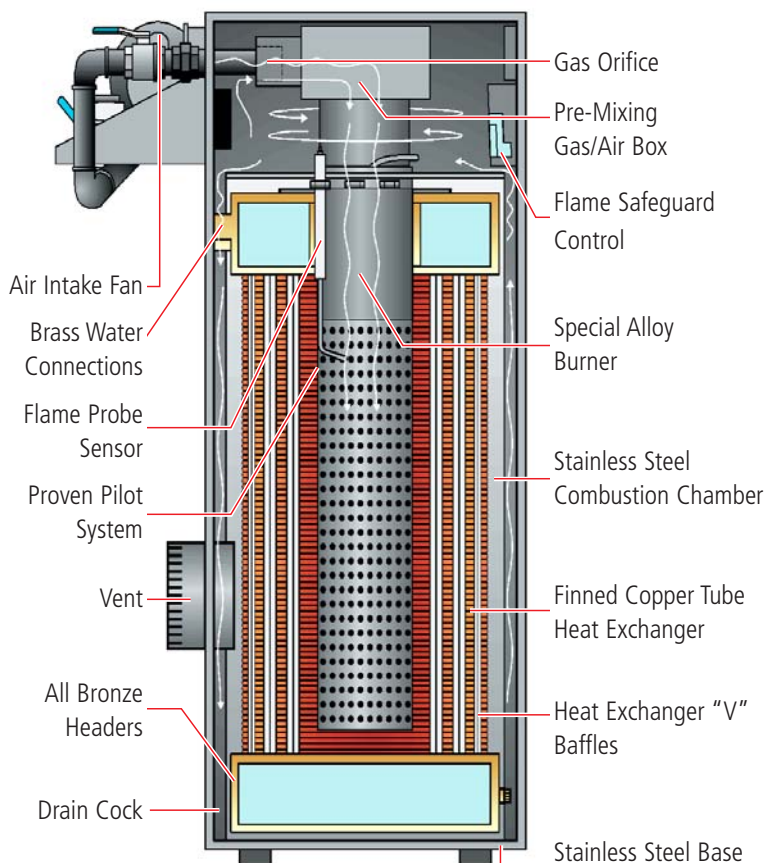 Gas Orifice
Pre-Mixing
Gas/Air Box
Flame Safeguard
Control
Air Intake Fan
Brass Water
Connections
Special Alloy
Burner
Flame Probe
Sensor
Proven Pilot
System
Stainless Steel
Combustion Chamber
Vent
Finned Copper Tube
Heat Exchanger
All Bronze
Headers
Heat Exchanger “V”
Baffles
Drain Cock
Stainless Steel Base